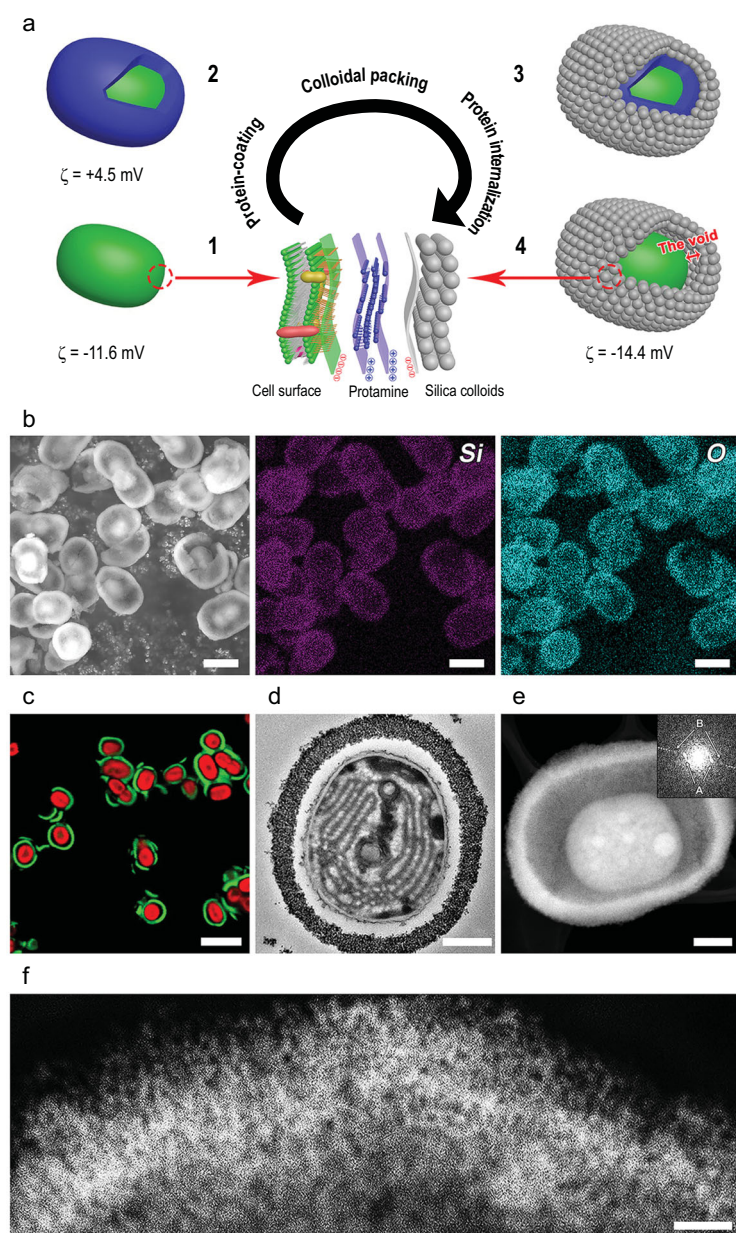 a
2
Colloidal packing
3
Protein-coating
Protein internalization
ζ = +4.5 mV
1
4
The void
ζ = -11.6 mV
ζ = -14.4 mV
Cell surface
Protamine
Silica colloids
b
Si
O
c
d
e
B
A
f